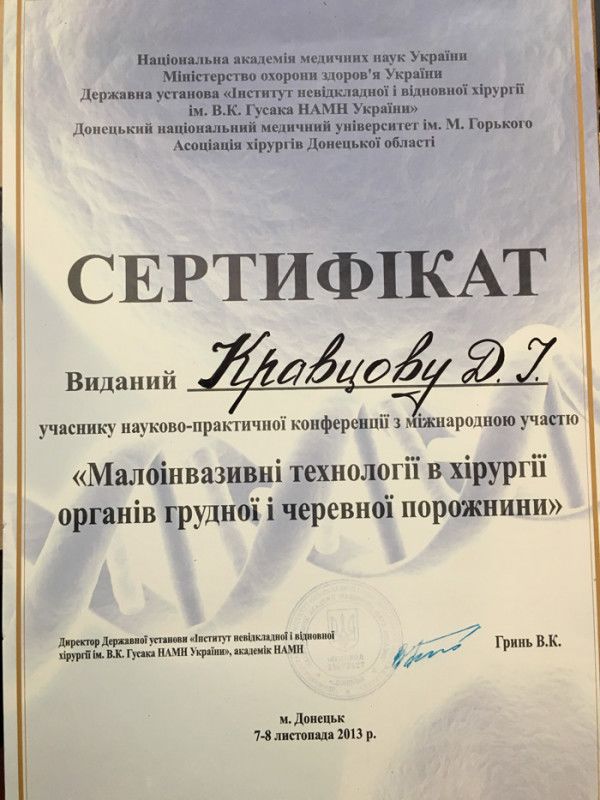 Національна академія медичних наук України
Міністерство охорони здоров'я України
Державна установа «Інститут невідкладної і відновної хірургії
ім. В.К. Гусака НАМН України»
Донецький національний медичний університет ім. М. Горького
Асоціація хірургів Донецької області
СЕРТИФІКАТ
Виданий Кравцову Д. І.
учаснику науково-практичної конференції з міжнародною участю
«Малоінвазивні технології в хірургії
органів грудної і черевної порожнини»
Директор Державної установи «Інститут невідкладної і відновної
хірургії ім. В.К. Гусака НАМН України», академік НАМН
Гринь В.К.
м. Донецьк
7-8 листопада 2013 р.